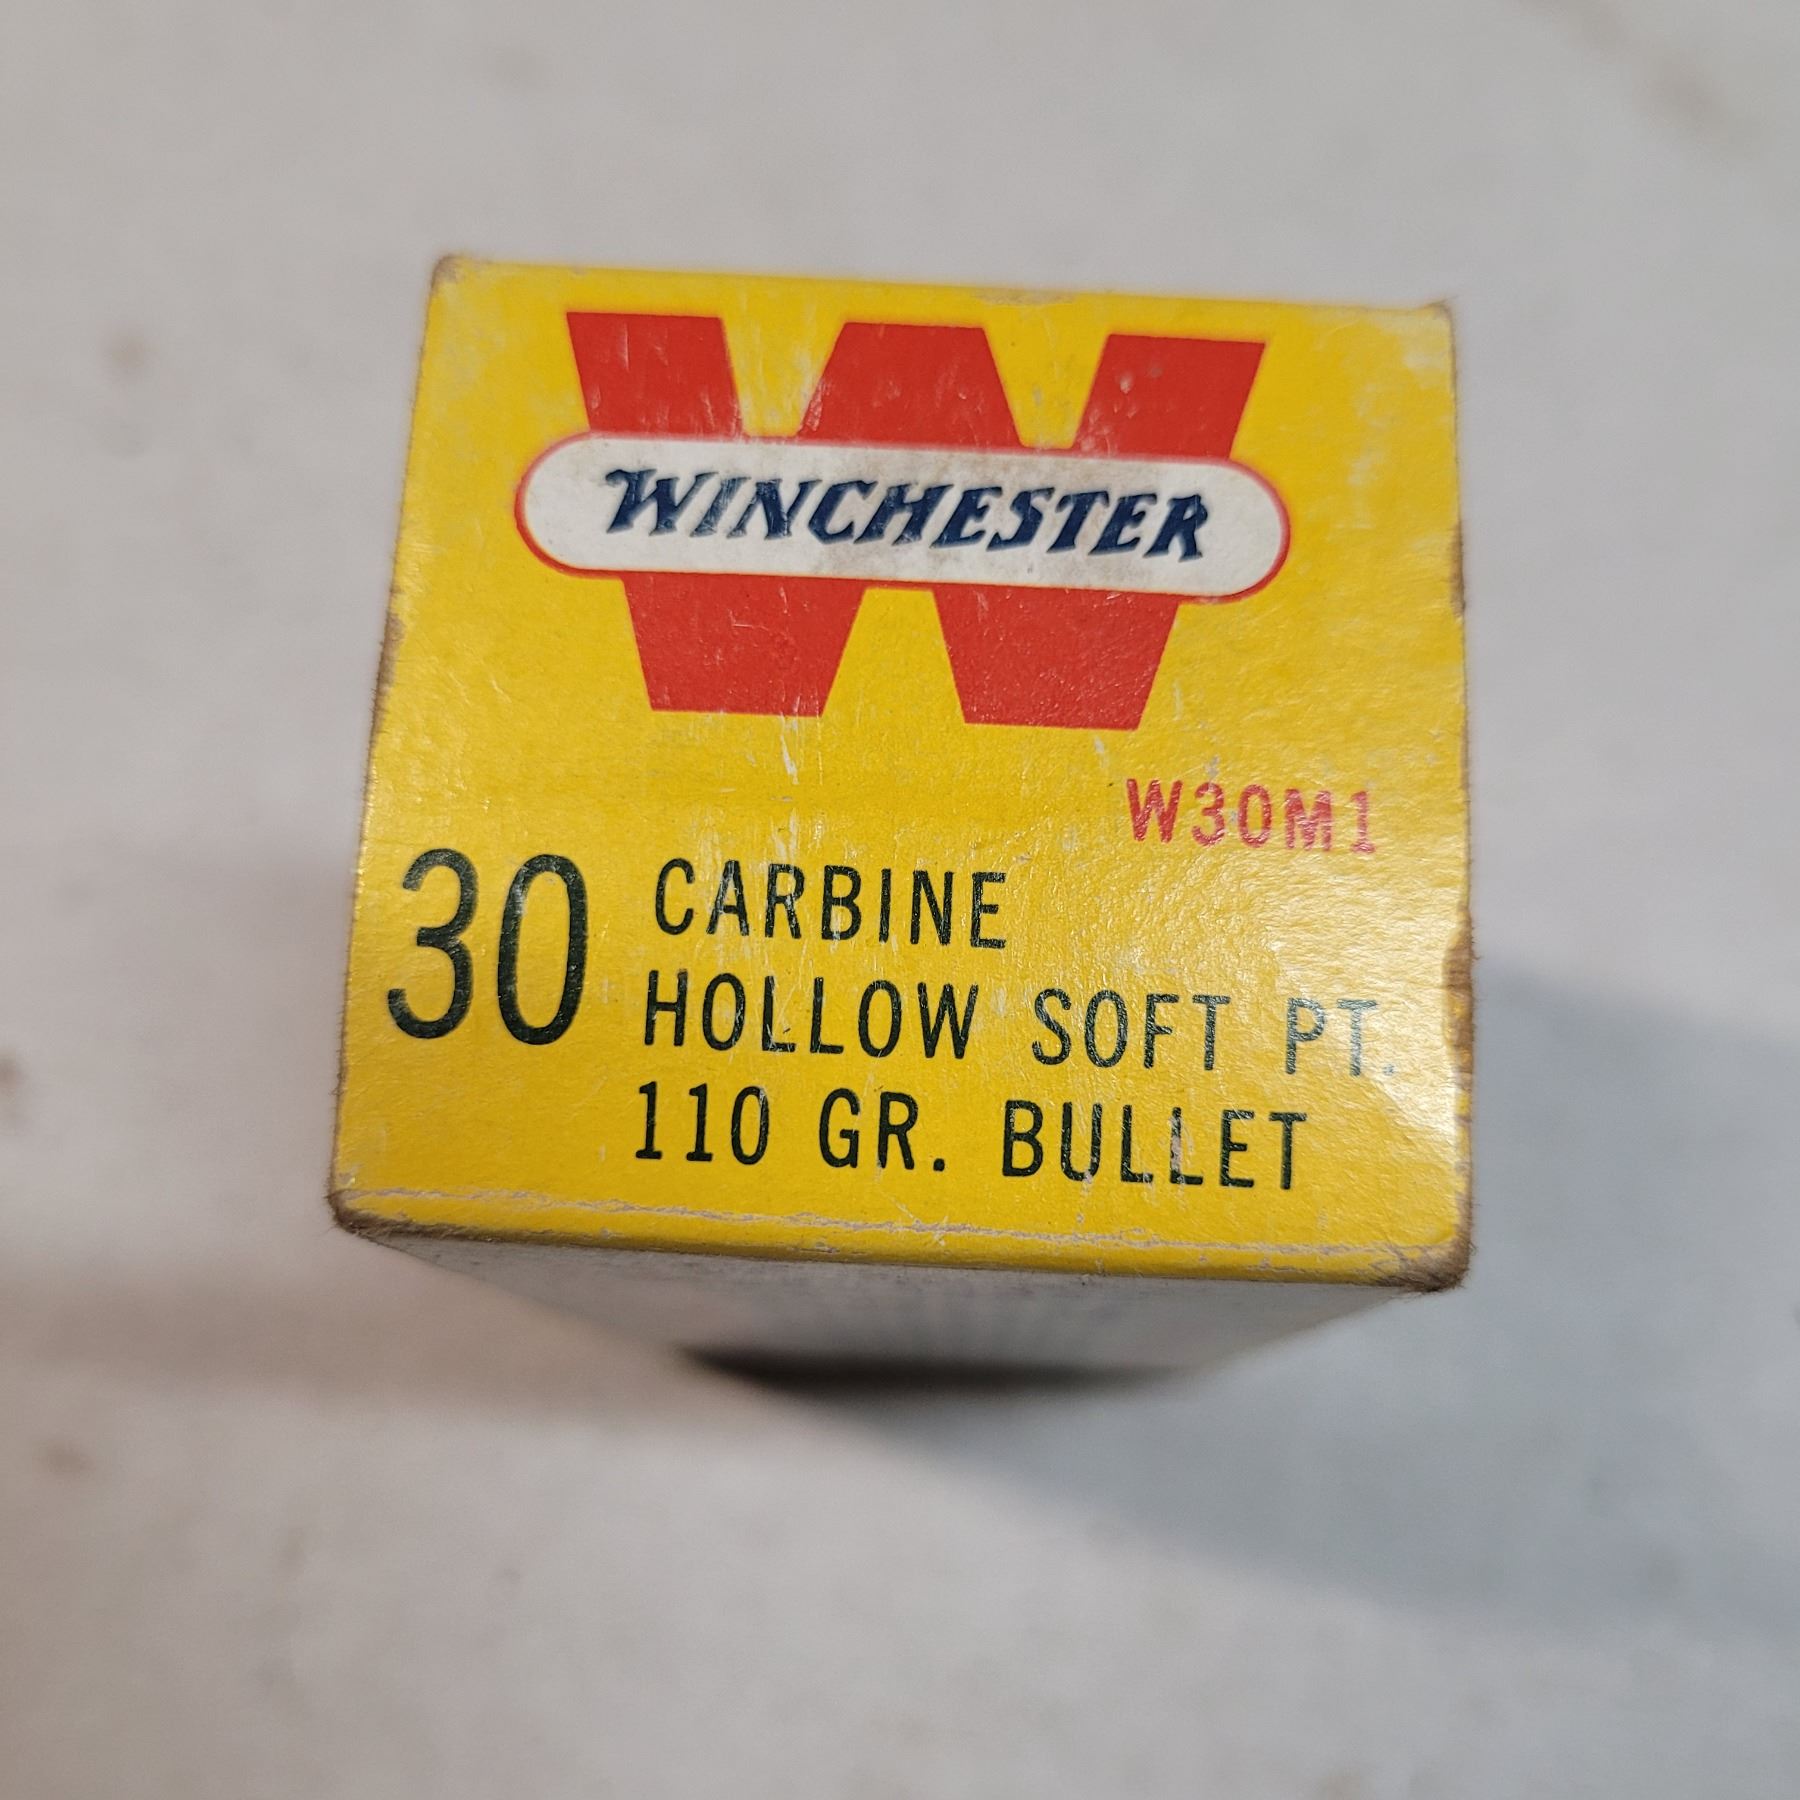 WINCHESTER
W30M1
30 CARBINE
HOLLOW SOFT PT.
110 GR. BULLET